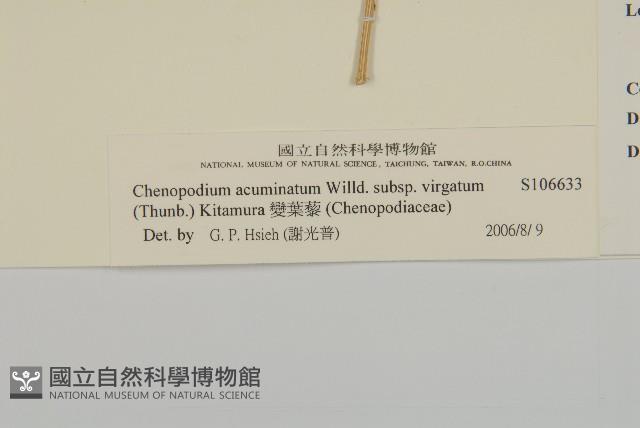 國立自然科學博物館
NATIONAL MUSEUM OF NATURAL SCIENCE, TAICHUNG, TAIWAN, R.O.CHINA
Chenopodium acuminatum Willd. subsp. virgatum S106633
(Thunb.) Kitamura 變葉藜 (Chenopodiaceae)
Det. by G. P. Hsieh (謝光普) 2006/8/ 9
國立自然科學博物館
NATIONAL MUSEUM OF NATURAL SCIENCE